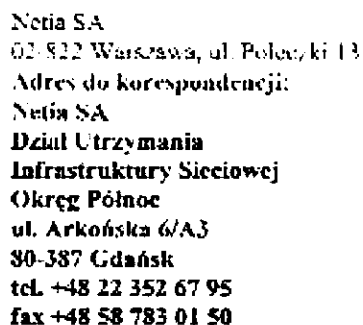 Netia SA
02-822 Warszawa, ul. Poleczki 13
Adres do korespondencji:
Netia SA
Dział Utrzymania
Infrastruktury Sieciowej
Okręg Północ
ul. Arkońska 6/A3
80-387 Gdańsk
tel. +48 22 352 67 95
fax +48 58 783 01 50